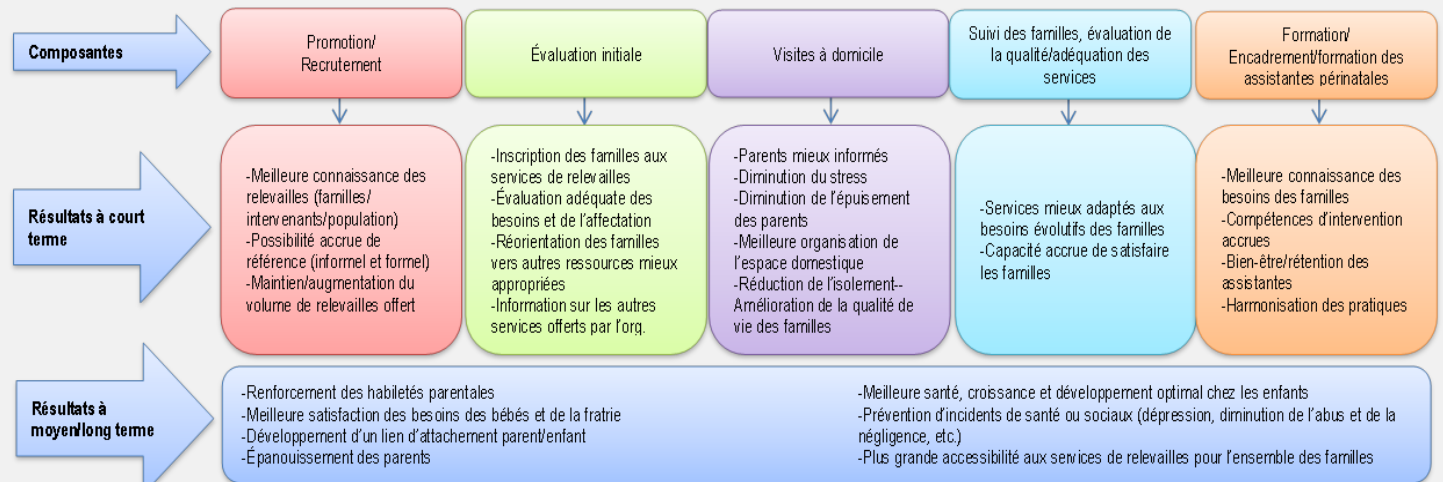 Composantes
Promotion/
Recrutement
Évaluation initiale
Visites à domicile
Suivi des familles, évaluation de
la qualité/adéquation des
services
Formation/
Encadrement/formation des
assistantes périnatales
Résultats à court
terme
-Meilleure connaissance des
relevailles (familles/
intervenants/population)
-Possibilité accrue de
référence (informel et formel)
-Maintien/augmentation du
volume de relevailles offert
-Inscription des familles aux
services de relevailles
-Évaluation adéquate des
besoins et de l’affectation
-Réorientation des familles
vers autres ressources mieux
appropriées
-Information sur les autres
services offerts par l’org.
-Parents mieux informés
-Diminution du stress
-Diminution de l’épuisement
des parents
-Meilleure organisation de
l’espace domestique
-Réduction de l’isolement--
Amélioration de la qualité de
vie des familles
-Services mieux adaptés aux
besoins évolutifs des familles
-Capacité accrue de satisfaire
les familles
-Meilleure connaissance des
besoins des familles
-Compétences d’intervention
accrues
-Bien-être/rétention des
assistantes
-Harmonisation des pratiques
Résultats à
moyen/long terme
-Renforcement des habiletés parentales
-Meilleure satisfaction des besoins des bébés et de la fratrie
-Développement d’un lien d’attachement parent/enfant
-Épanouissement des parents
-Meilleure santé, croissance et développement optimal chez les enfants
-Prévention d’incidents de santé ou sociaux (dépression, diminution de l’abus et de la
négligence, etc.)
-Plus grande accessibilité aux services de relevailles pour l’ensemble des familles